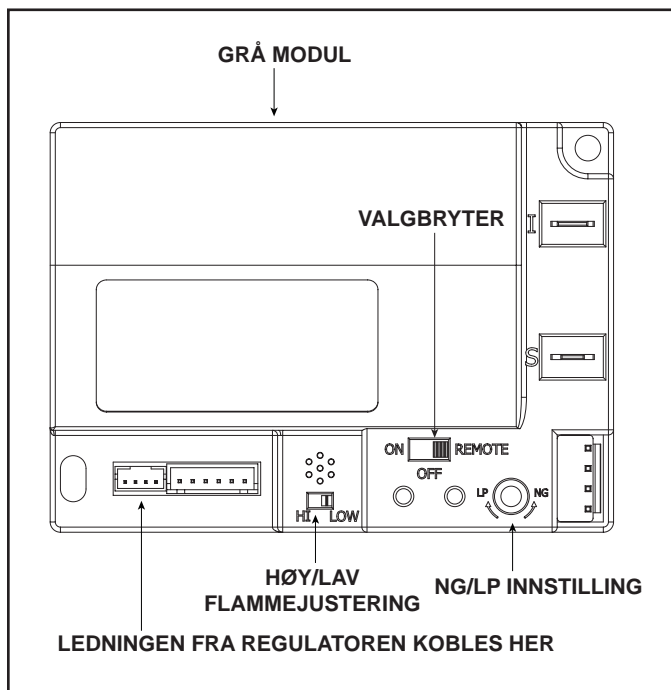 GRÅ MODUL
VALGBRYTER
I
S
ON REMOTE
OFF
LP NG
HI LOW
HØY/LAV
FLAMMEJUSTERING
NG/LP INNSTILLING
LEDNINGEN FRA REGULATOREN KOBLES HER